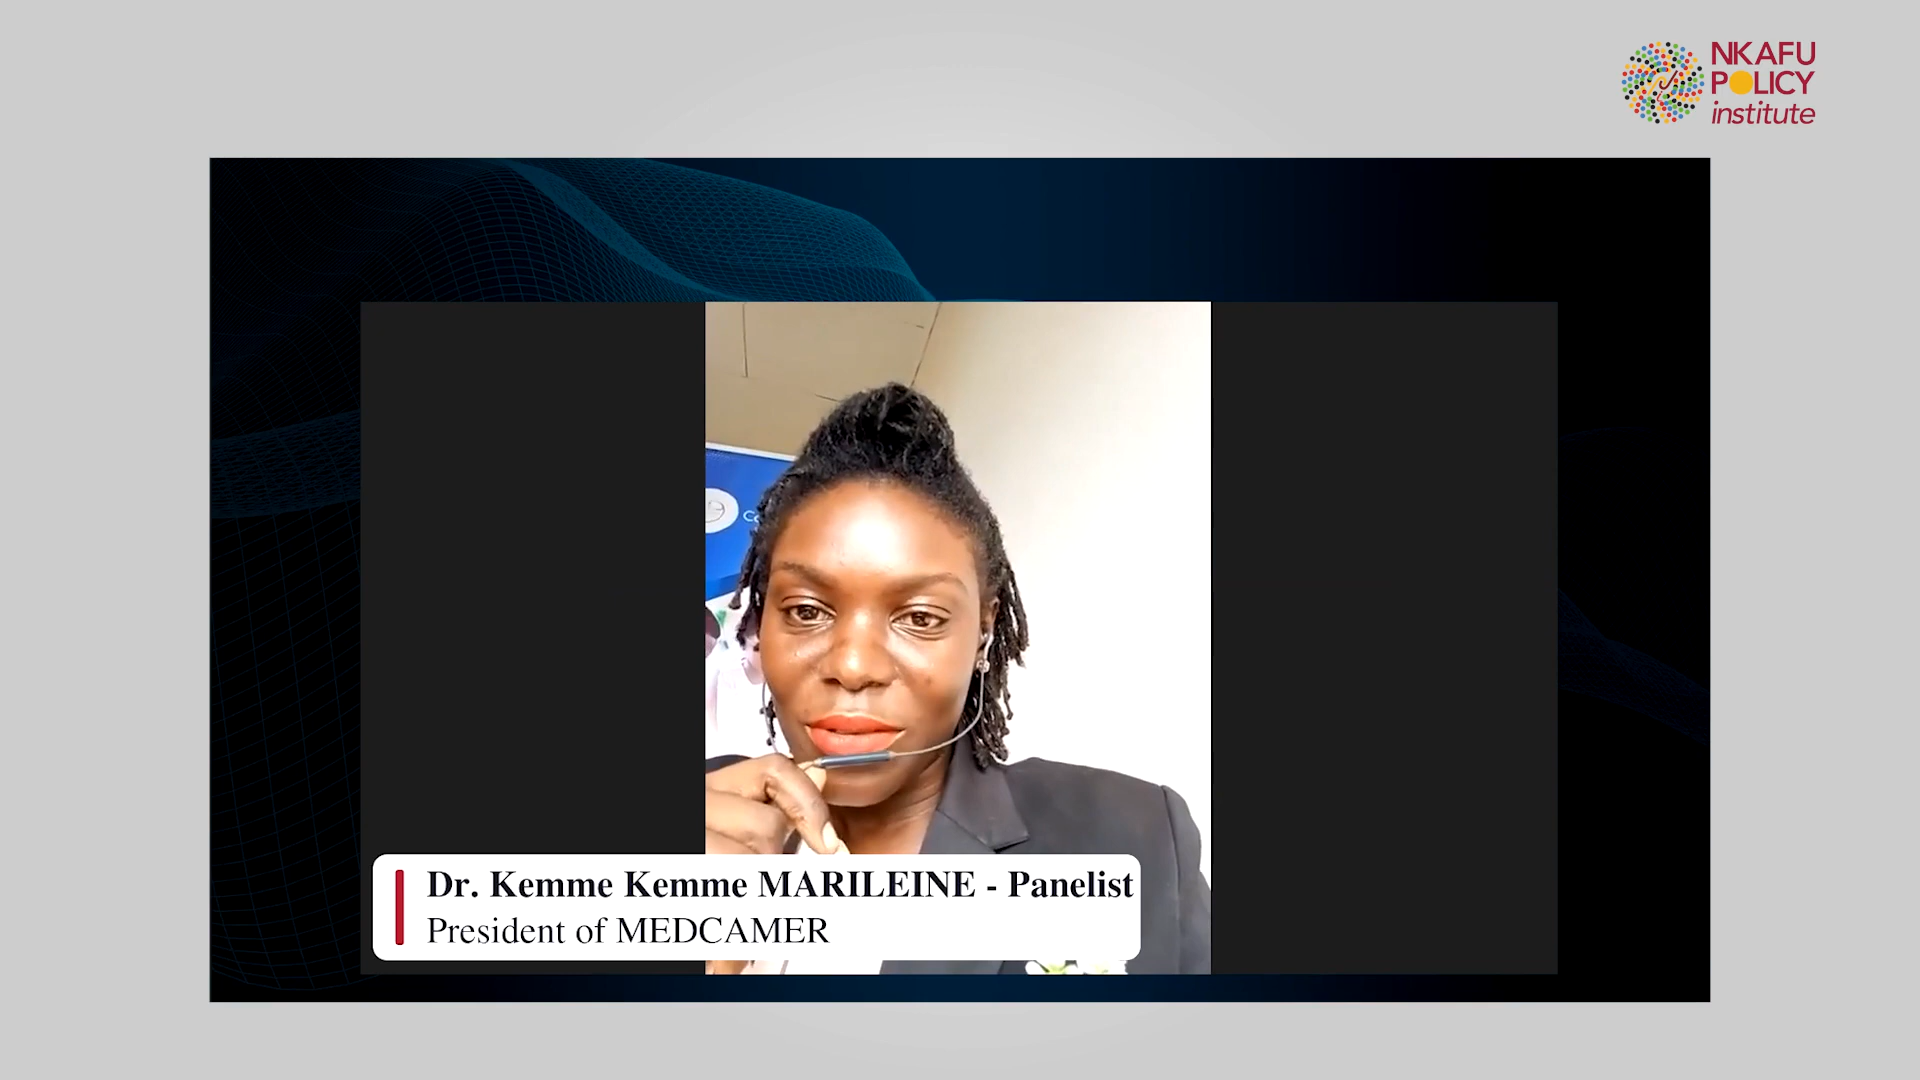 NKAFU
POLICY
institute
Dr. Kemme Kemme MARILEINE - Panelist
President of MEDCAMER